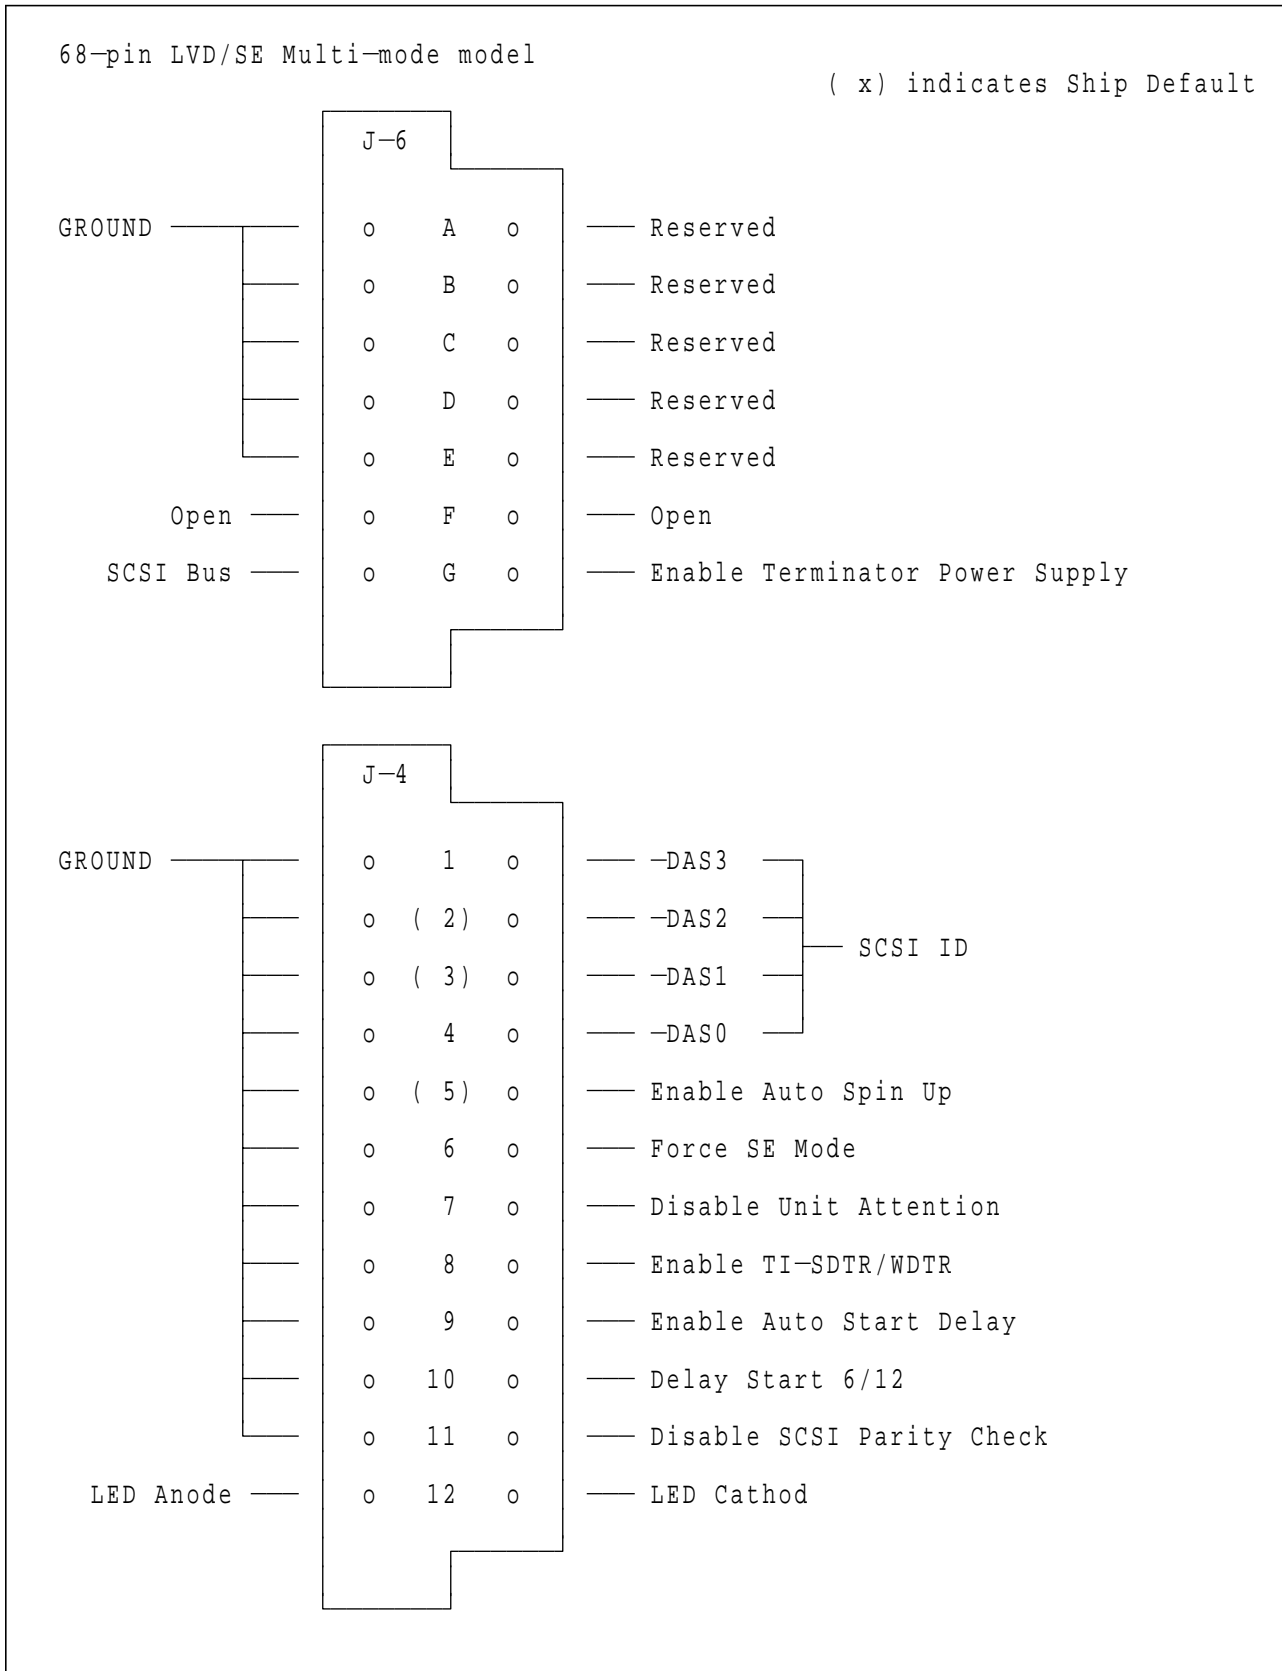 68-pin LVD/SE Multi-mode model
( x) indicates Ship Default
J-6
GROUND o A o Reserved
o B o Reserved
o C o Reserved
o D o Reserved
o E o Reserved
Open o F o Open
SCSI Bus o G o Enable Terminator Power Supply
J-4
GROUND o 1 o -DAS3
o ( 2) o -DAS2
SCSI ID
o ( 3) o -DAS1
o 4 o -DAS0
o ( 5) o Enable Auto Spin Up
o 6 o Force SE Mode
o 7 o Disable Unit Attention
o 8 o Enable TI-SDTR/WDTR
o 9 o Enable Auto Start Delay
o 10 o Delay Start 6/12
o 11 o Disable SCSI Parity Check
LED Anode o 12 o LED Cathod